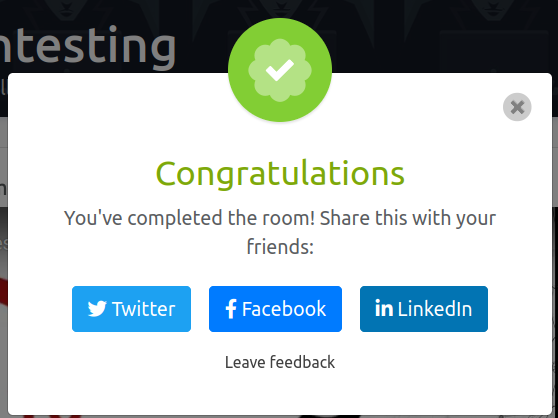 ntesting
Congratulations
You've completed the room! Share this with your
friends:
Twitter
Facebook
LinkedIn
Leave feedback